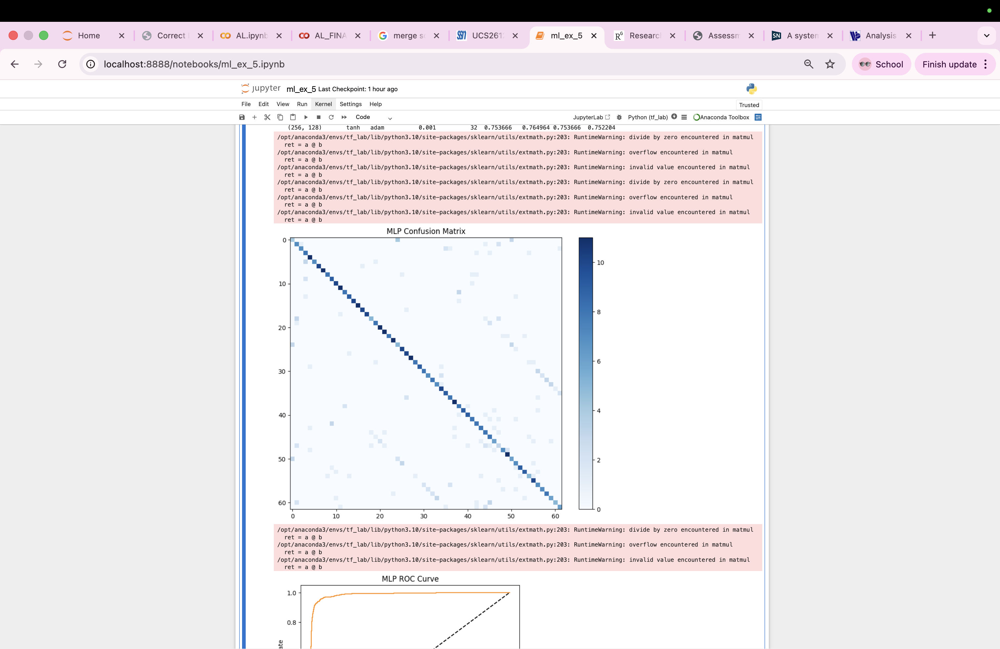 Home
Correct
AL.ipynb
AL_FINA
merge s
UCS261
ml_ex_5
Researc
Assessm
A system
Analysis
localhost:8888/notebooks/ml_ex_5.ipynb
School
Finish update
jupyter ml_ex_5 Last Checkpoint: 1 hour ago
File Edit View Run Kernel Settings Help
Trusted
Code
JupyterLab
Python (tf_lab)
Anaconda Toolbox
(256, 128) tanh adam 0.001 32 0.753666 0.764964 0.753666 0.752204
/opt/anaconda3/envs/tf_lab/lib/python3.10/site-packages/sklearn/utils/extmath.py:203: RuntimeWarning: divide by zero encountered in matmul
ret = a @ b
/opt/anaconda3/envs/tf_lab/lib/python3.10/site-packages/sklearn/utils/extmath.py:203: RuntimeWarning: overflow encountered in matmul
ret = a @ b
/opt/anaconda3/envs/tf_lab/lib/python3.10/site-packages/sklearn/utils/extmath.py:203: RuntimeWarning: invalid value encountered in matmul
ret = a @ b
/opt/anaconda3/envs/tf_lab/lib/python3.10/site-packages/sklearn/utils/extmath.py:203: RuntimeWarning: divide by zero encountered in matmul
ret = a @ b
/opt/anaconda3/envs/tf_lab/lib/python3.10/site-packages/sklearn/utils/extmath.py:203: RuntimeWarning: overflow encountered in matmul
ret = a @ b
/opt/anaconda3/envs/tf_lab/lib/python3.10/site-packages/sklearn/utils/extmath.py:203: RuntimeWarning: invalid value encountered in matmul
ret = a @ b
MLP Confusion Matrix
0
10
20
30
40
50
60
0 10 20 30 40 50 60
10
8
6
4
2
0
/opt/anaconda3/envs/tf_lab/lib/python3.10/site-packages/sklearn/utils/extmath.py:203: RuntimeWarning: divide by zero encountered in matmul
ret = a @ b
/opt/anaconda3/envs/tf_lab/lib/python3.10/site-packages/sklearn/utils/extmath.py:203: RuntimeWarning: overflow encountered in matmul
ret = a @ b
/opt/anaconda3/envs/tf_lab/lib/python3.10/site-packages/sklearn/utils/extmath.py:203: RuntimeWarning: invalid value encountered in matmul
ret = a @ b
MLP ROC Curve
1.0
0.8